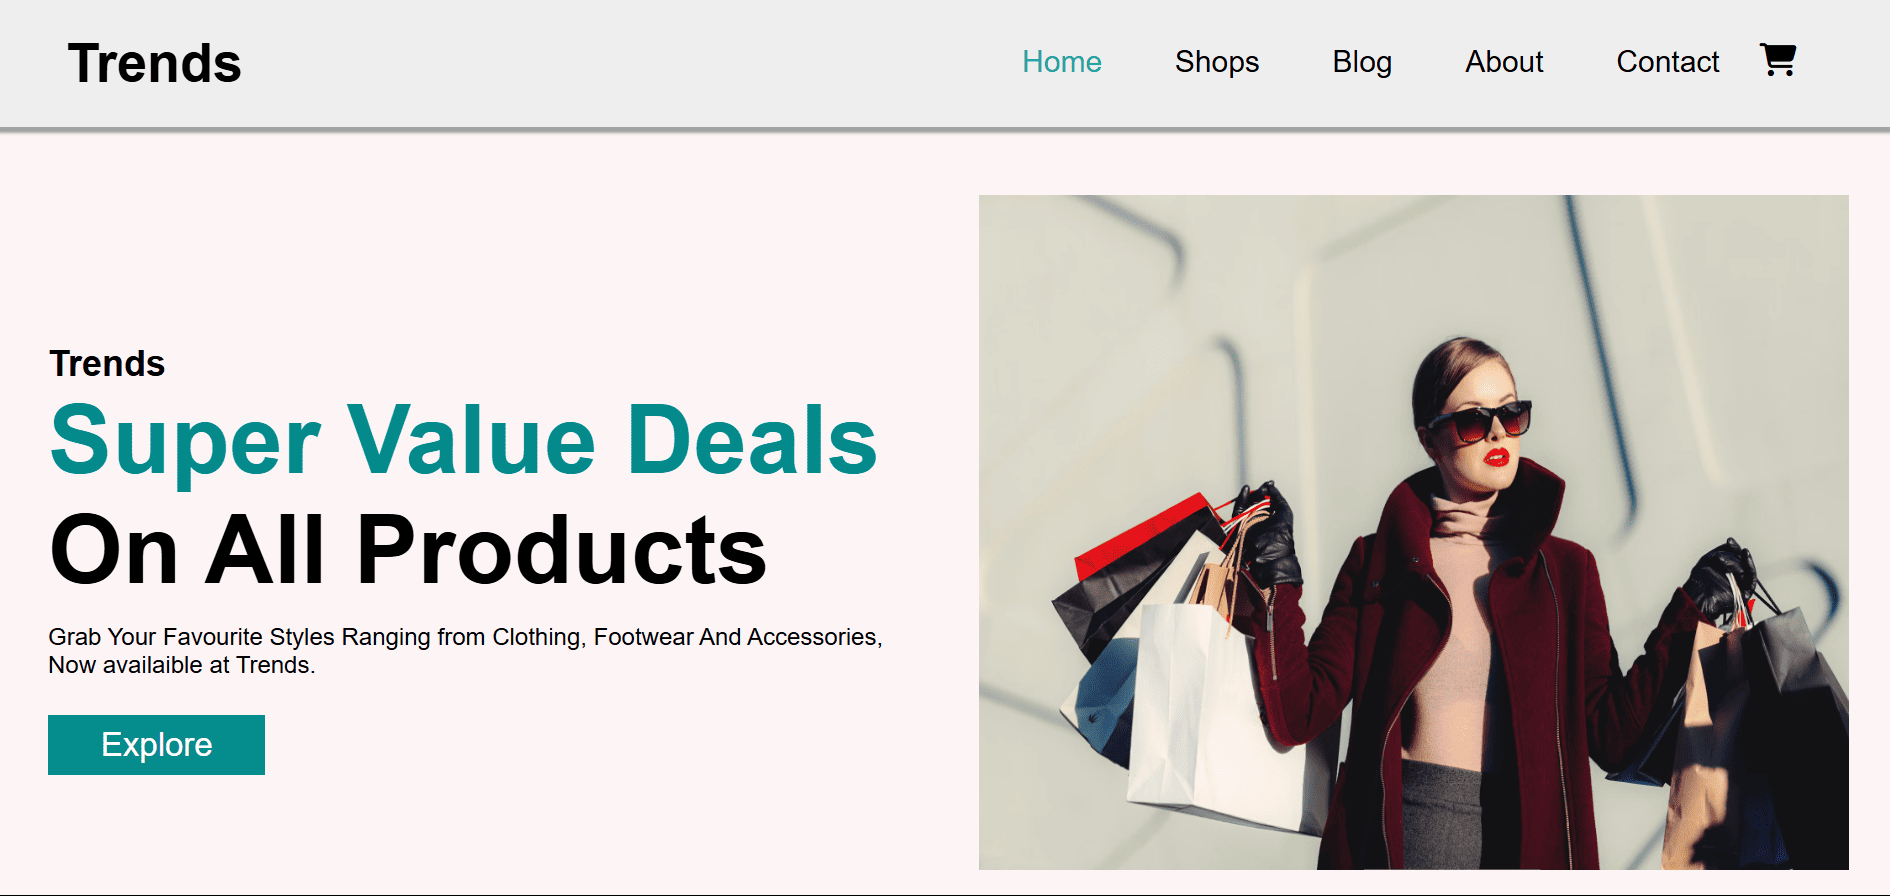 Trends
Home Shops Blog About Contact
Trends
Super Value Deals
On All Products
Grab Your Favourite Styles Ranging from Clothing, Footwear And Accessories,
Now availaible at Trends.
Explore